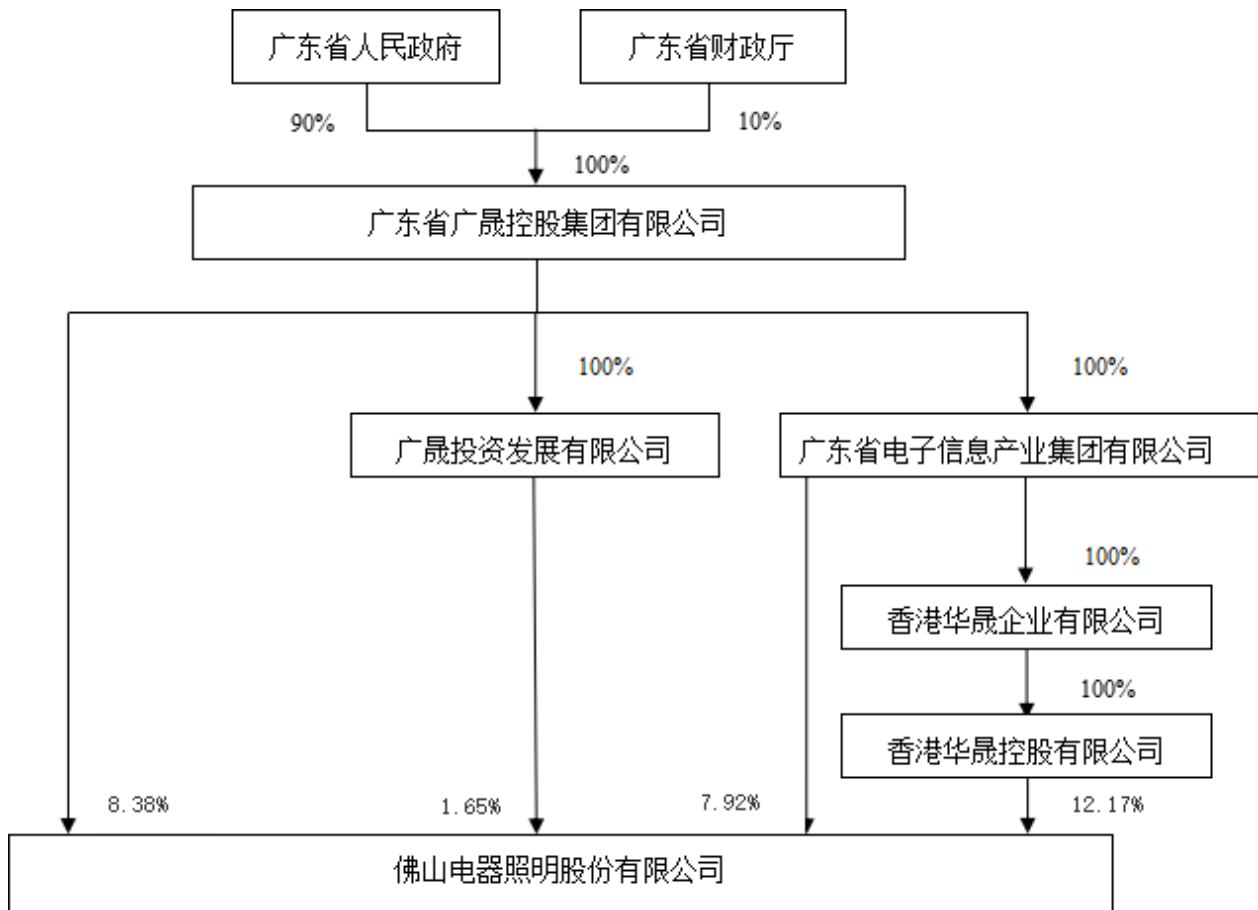 广东省人民政府
广东省财政厅
90%
10%
100%
广东省广晟控股集团有限公司
100%
100%
广晟投资发展有限公司
广东省电子信息产业集团有限公司
100%
香港华晟企业有限公司
100%
香港华晟控股有限公司
8.38%
1.65%
7.92%
12.17%
佛山电器照明股份有限公司